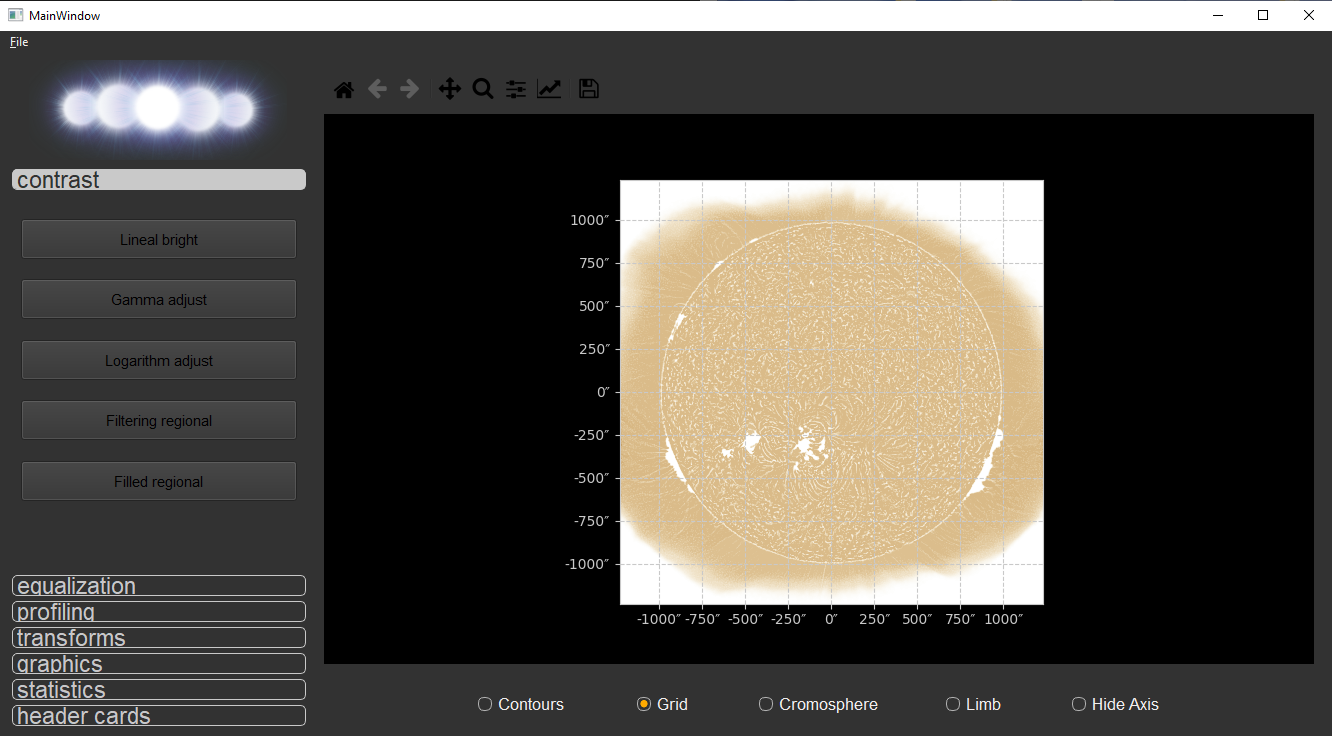 MainWindow
File
contrast
Lineal bright
Gamma adjust
Logarithm adjust
Filtering regional
Filled regional
equalization
profiling
transforms
graphics
statistics
header cards
1000″
750″
500″
250″
0″
-250″
-500″
-750″
-1000″
-1000″ -750″ -500″ -250″ 0″ 250″ 500″ 750″ 1000″
Contours Grid Cromosphere Limb Hide Axis